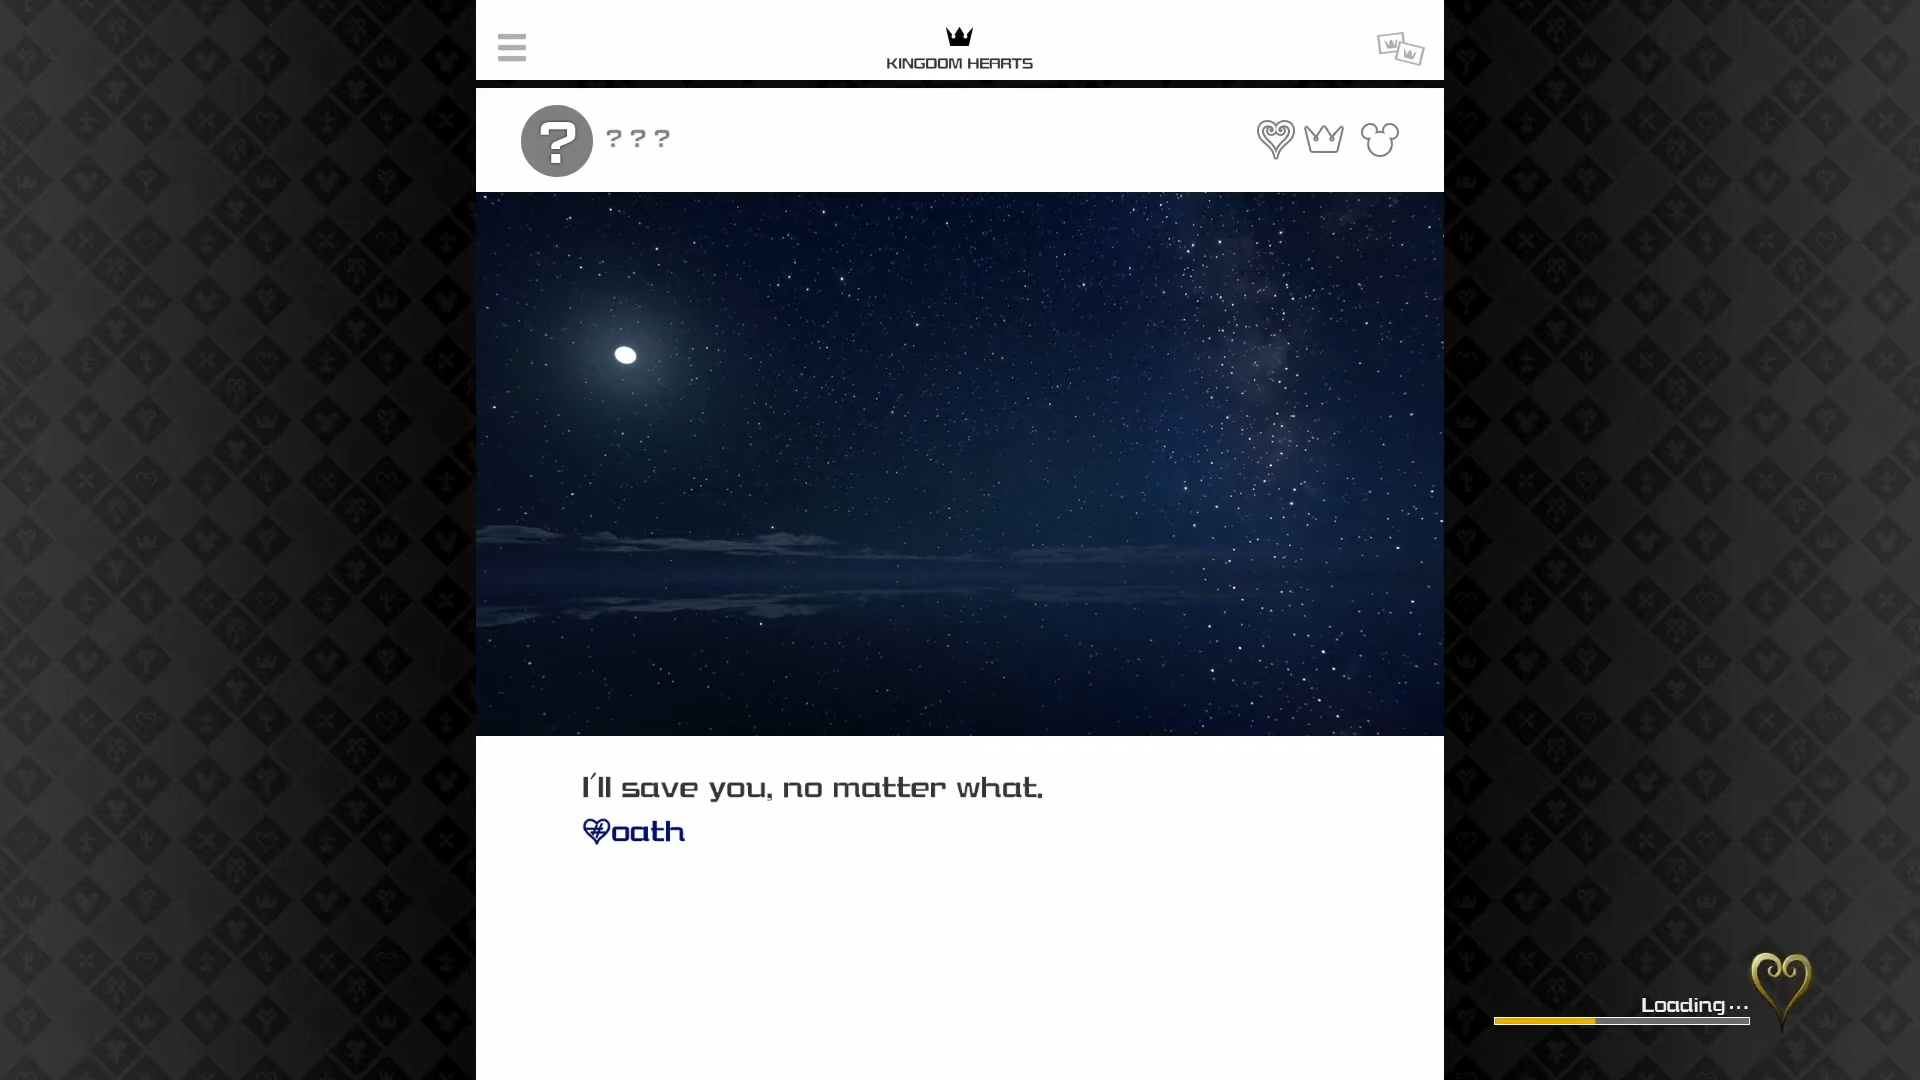 KINGDOM HEARTS
?
? ? ?
I'll save you, no matter what.
#oath
Loading...